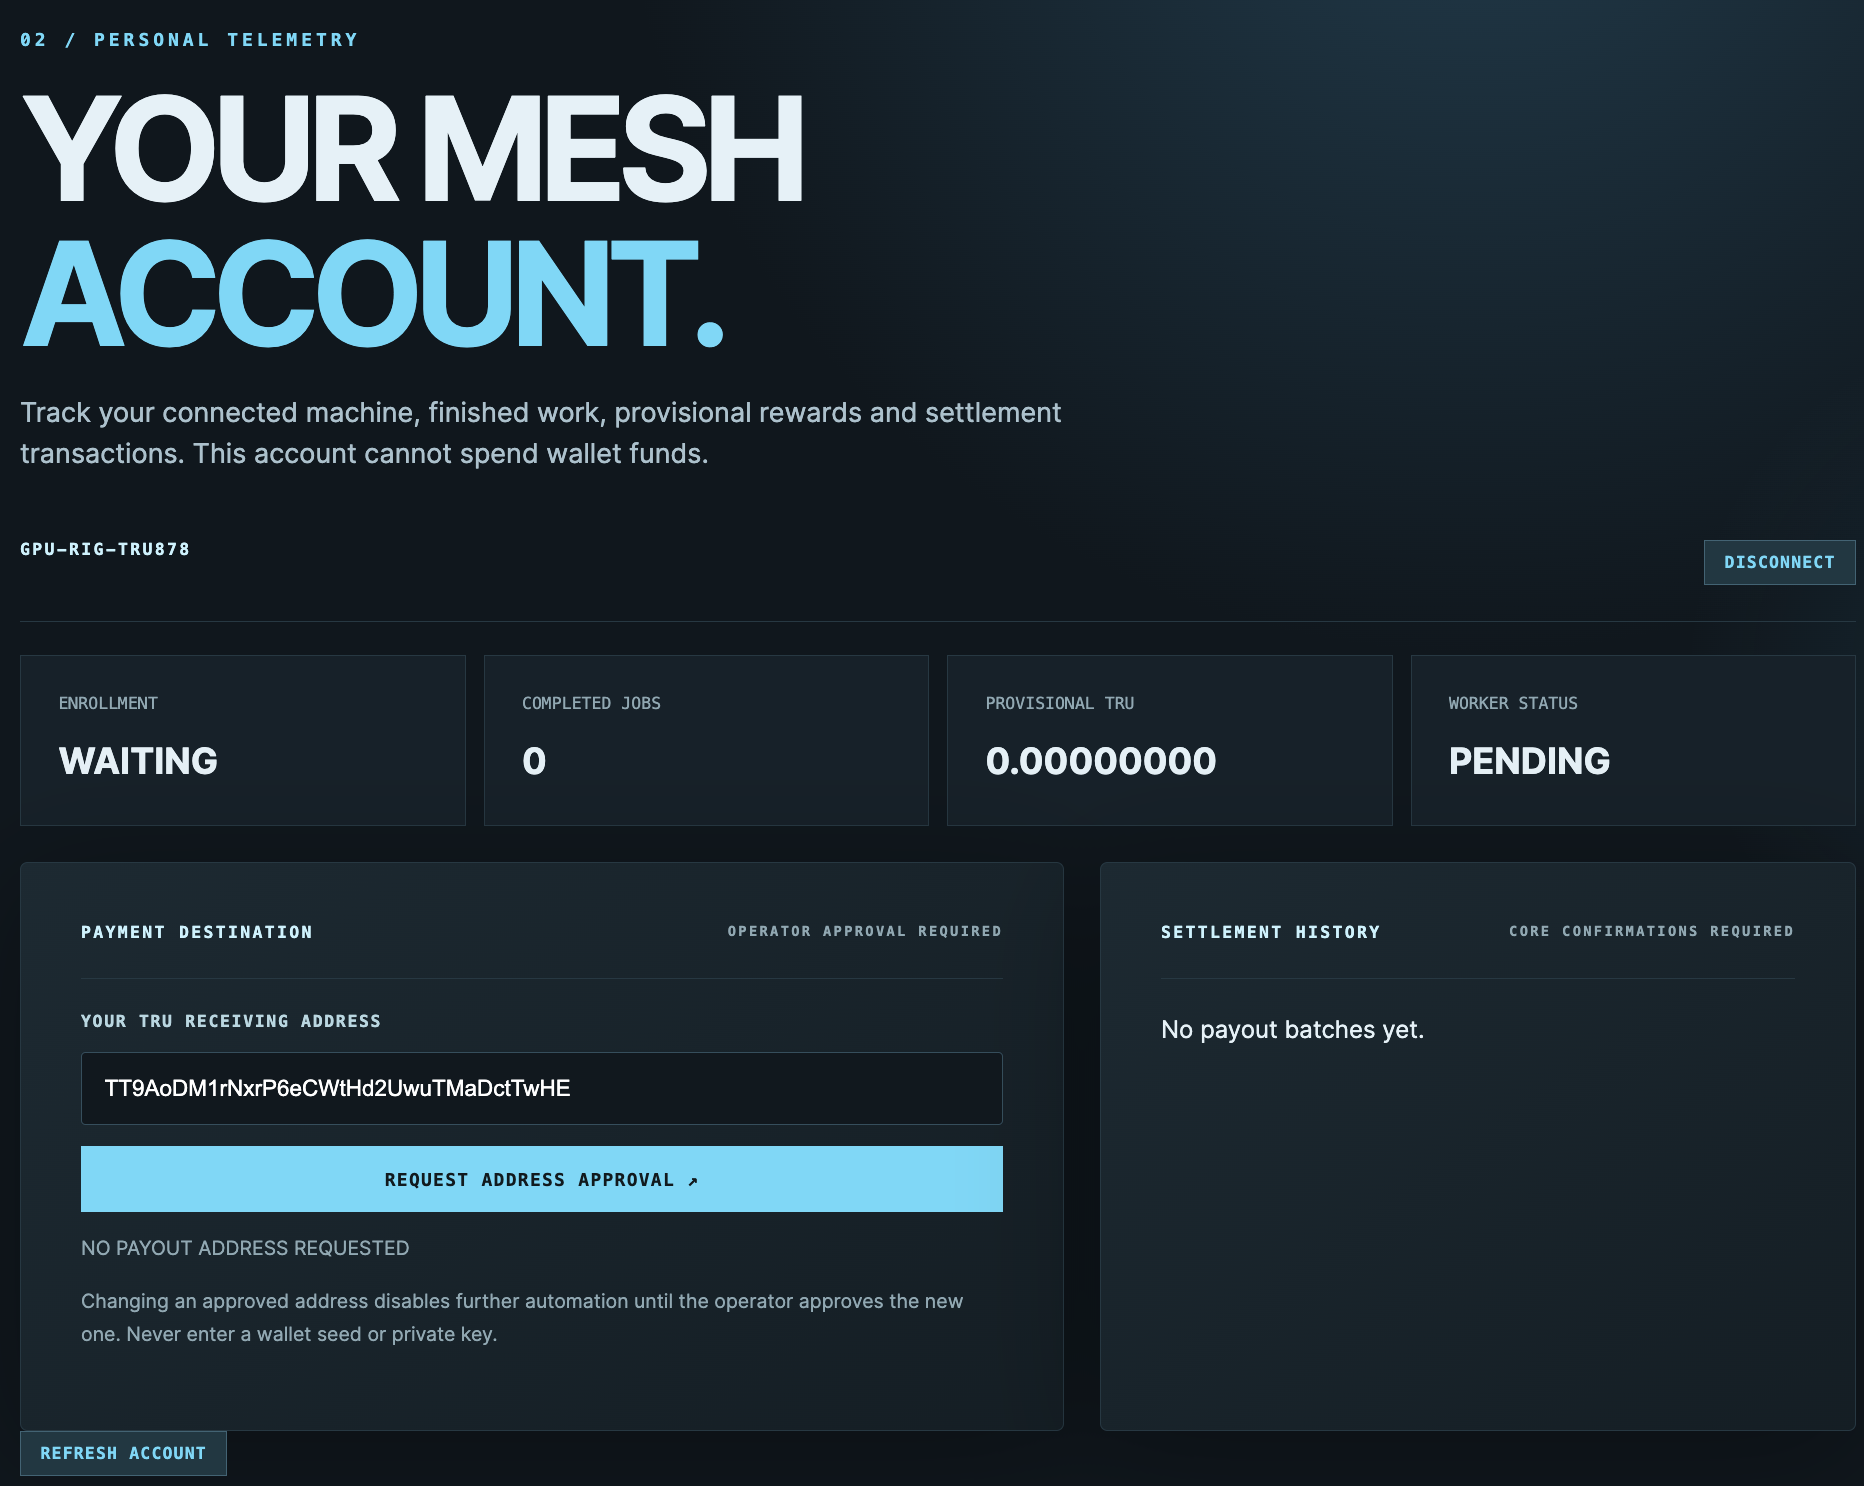 02 / PERSONAL TELEMETRY
YOUR MESH
ACCOUNT.
Track your connected machine, finished work, provisional rewards and settlement
transactions. This account cannot spend wallet funds.
GPU-RIG-TRU878
DISCONNECT
ENROLLMENT
WAITING
COMPLETED JOBS
0
PROVISIONAL TRU
0.00000000
WORKER STATUS
PENDING
PAYMENT DESTINATION
OPERATOR APPROVAL REQUIRED
YOUR TRU RECEIVING ADDRESS
TT9AoDM1rNxrP6eCWtHd2UwuTMaDctTwHE
REQUEST ADDRESS APPROVAL ↗
NO PAYOUT ADDRESS REQUESTED
Changing an approved address disables further automation until the operator approves the new
one. Never enter a wallet seed or private key.
SETTLEMENT HISTORY
CORE CONFIRMATIONS REQUIRED
No payout batches yet.
REFRESH ACCOUNT